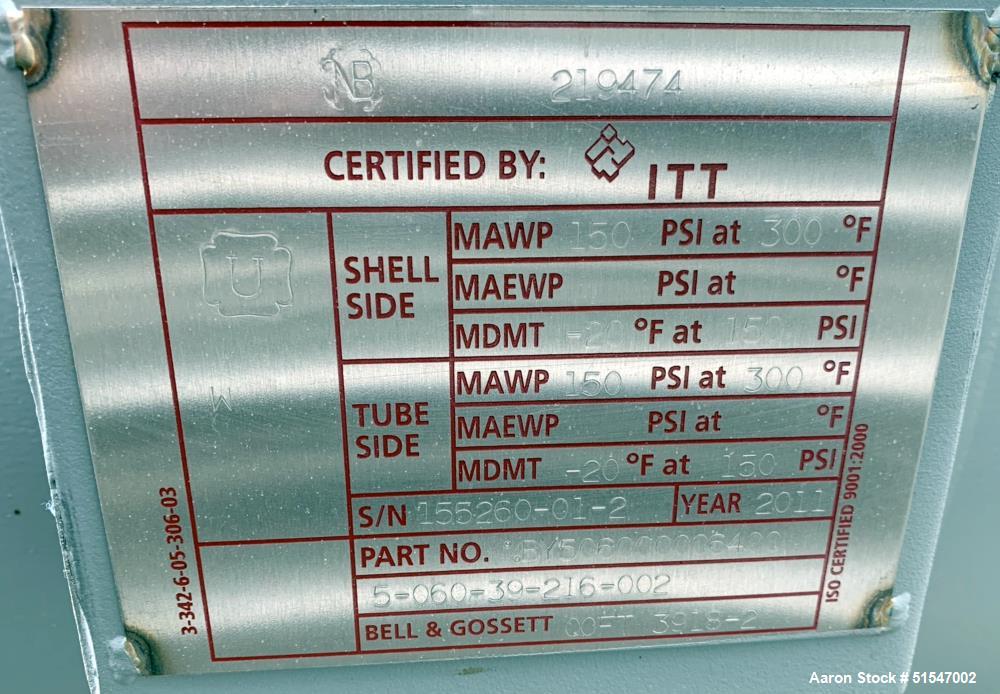 NB 219474
CERTIFIED BY: ITT
U
W
SHELL SIDE
MAWP 150 PSI at 300 °F
MAEWP PSI at °F
MDMT -20 °F at 150 PSI
TUBE SIDE
MAWP 150 PSI at 300 °F
MAEWP PSI at °F
MDMT -20 °F at 150 PSI
S/N 155260-01-2 YEAR 2011
PART NO.
5-060-39-216-002
BELL & GOSSETT 3918-2
3-342-6-05-306-03
ISO CERTIFIED 9001:2000
Aaron Stock # 51547002